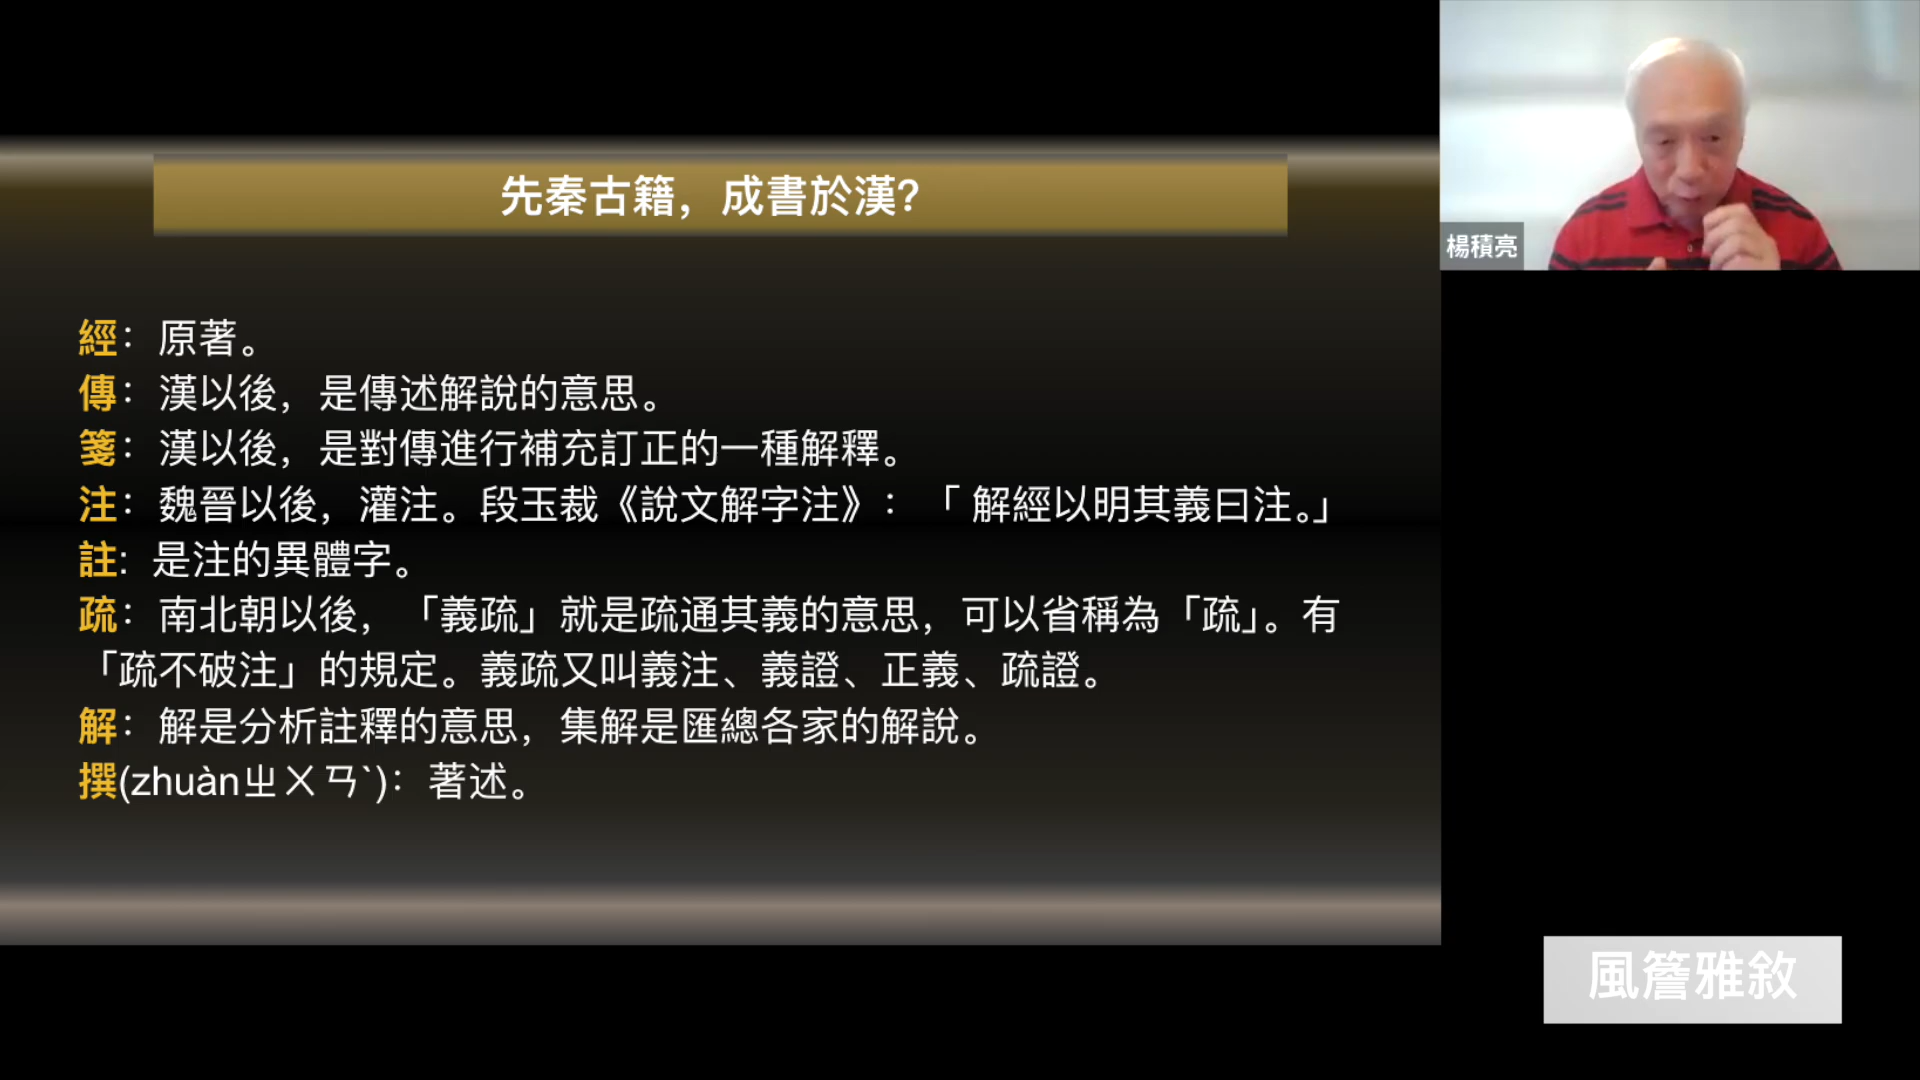 先秦古籍，成書於漢?
楊積亮
經：原著。
傳：漢以後，是傳述解說的意思。
箋：漢以後，是對傳進行補充訂正的一種解釋。
注：魏晉以後，灌注。段玉裁《說文解字注》：「 解經以明其義曰注。」
註：是注的異體字。
疏：南北朝以後，「義疏」就是疏通其義的意思，可以省稱為「疏」。有
「疏不破注」的規定。義疏又叫義注、義證、正義、疏證。
解：解是分析註釋的意思，集解是匯總各家的解說。
撰(zhuànㄓㄨㄢˋ)：著述。
風簷雅敘